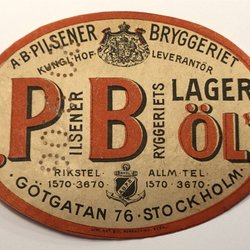 A.B. PILSENER BRYGGERIET
KUNGL. HOF LEVERANTÖR
"P B"
PILSENER BRYGGERIETS
LAGER
ÖL
RIKSTEL. ALLM. TEL.
1570·3670 1570·3670
GÖTGATAN 76·STOCKHOLM·